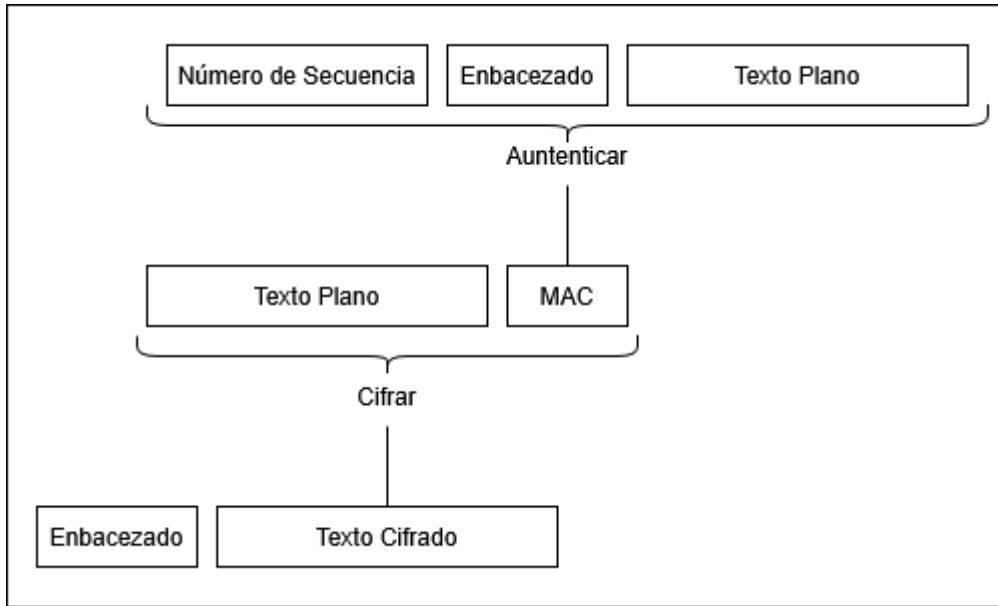 Número de Secuencia Enbacezado Texto Plano
Auntenticar
Texto Plano MAC
Cifrar
Enbacezado Texto Cifrado